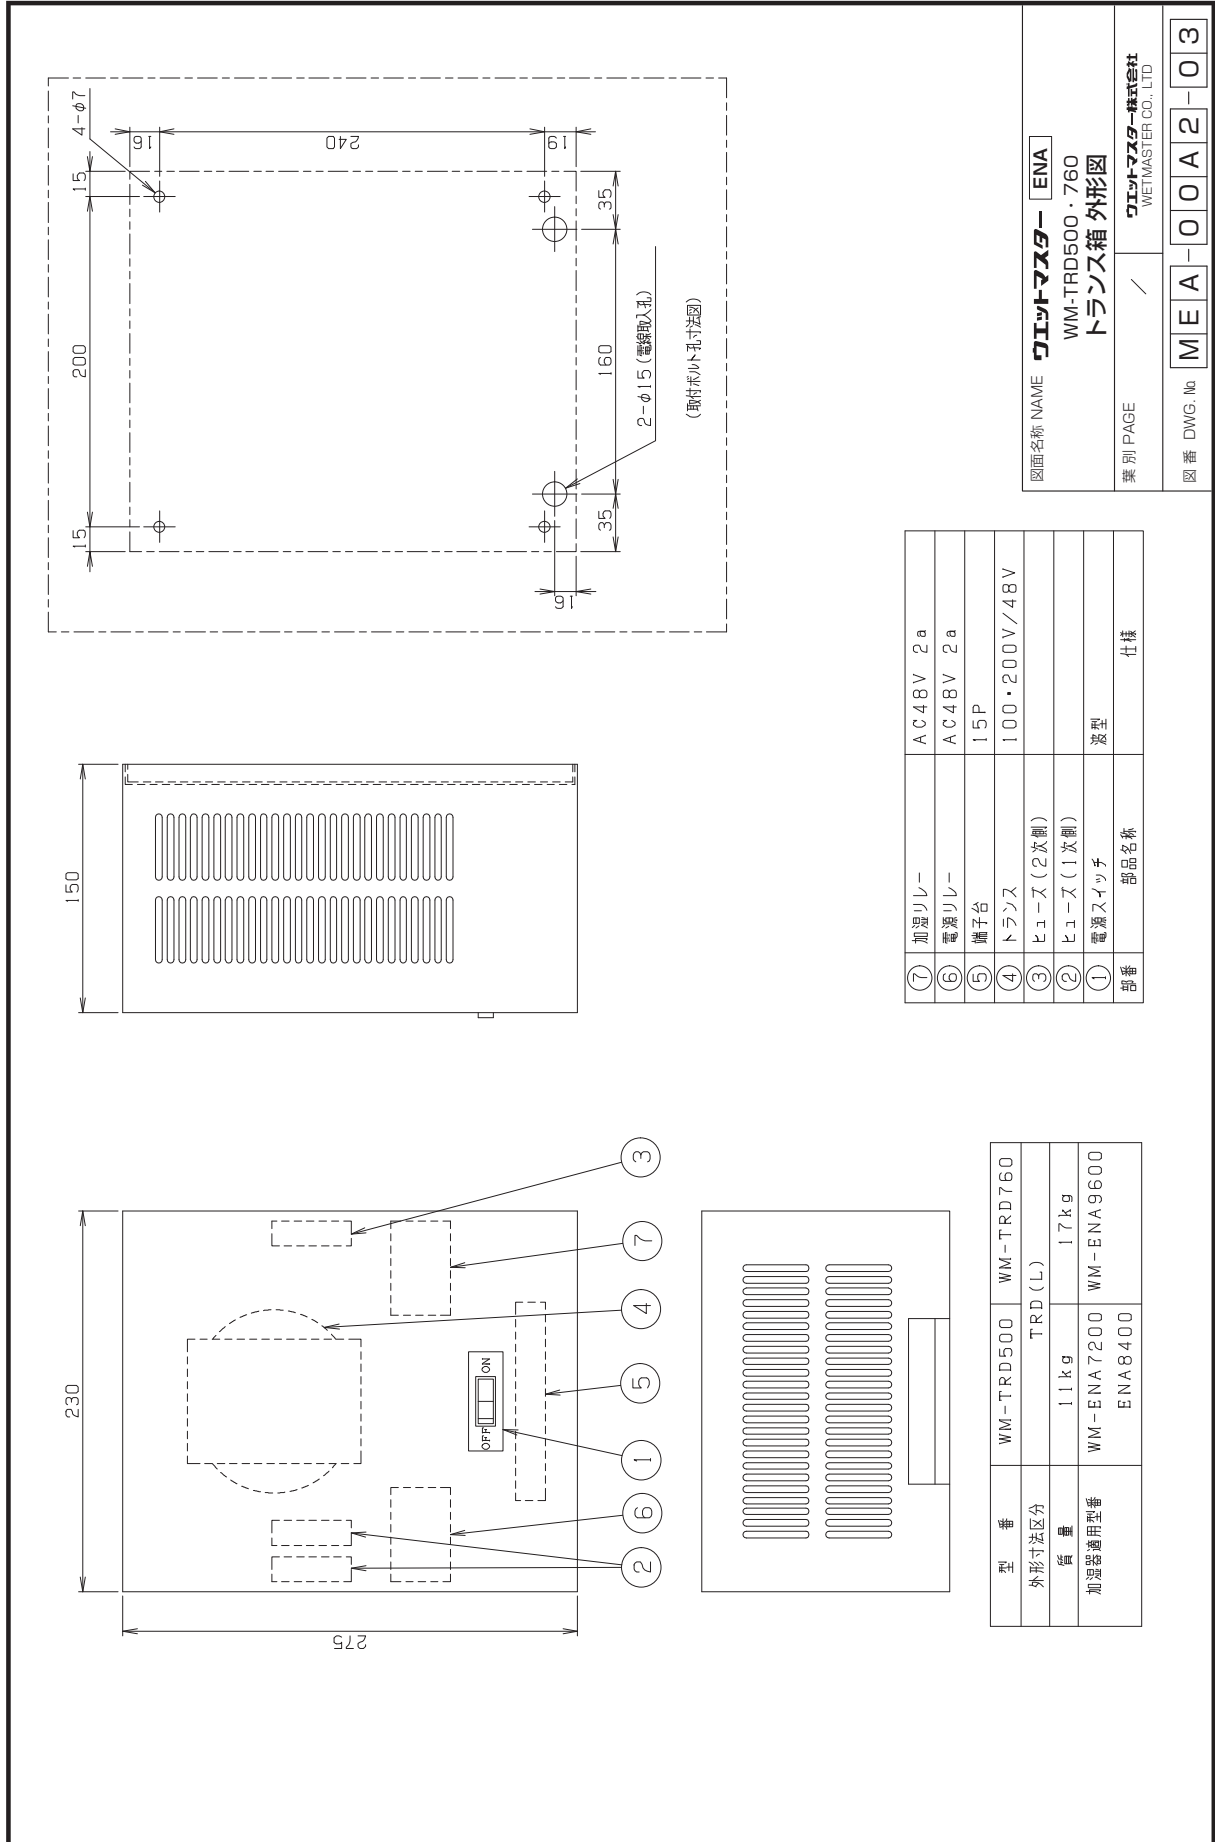 230
275
OFF
ON
②
⑥
①
⑤
④
⑦
③
150
15
200
15
4-φ7
16
240
19
35
160
35
16
2-φ15(電線取入孔)
(取付ボルト孔寸法図)
型 番 WM-TRD500 WM-TRD760
外形寸法区分 TRD(L)
質 量 11kg 17kg
加湿器適用型番 WM-ENA7200 WM-ENA9600
ENA8400
⑦ 加湿リレー AC48V 2a
⑥ 電源リレー AC48V 2a
⑤ 端子台 15P
④ トランス 100・200V/48V
③ ヒューズ(2次側)
② ヒューズ(1次側)
① 電源スイッチ 波型
部番 部品名称 仕様
図面名称 NAME ウエットマスター ENA
WM-TRD500・760
トランス箱 外形図
葉別 PAGE /
ウエットマスター株式会社
WETMASTER CO., LTD
図番 DWG. № MEA-00A2-03